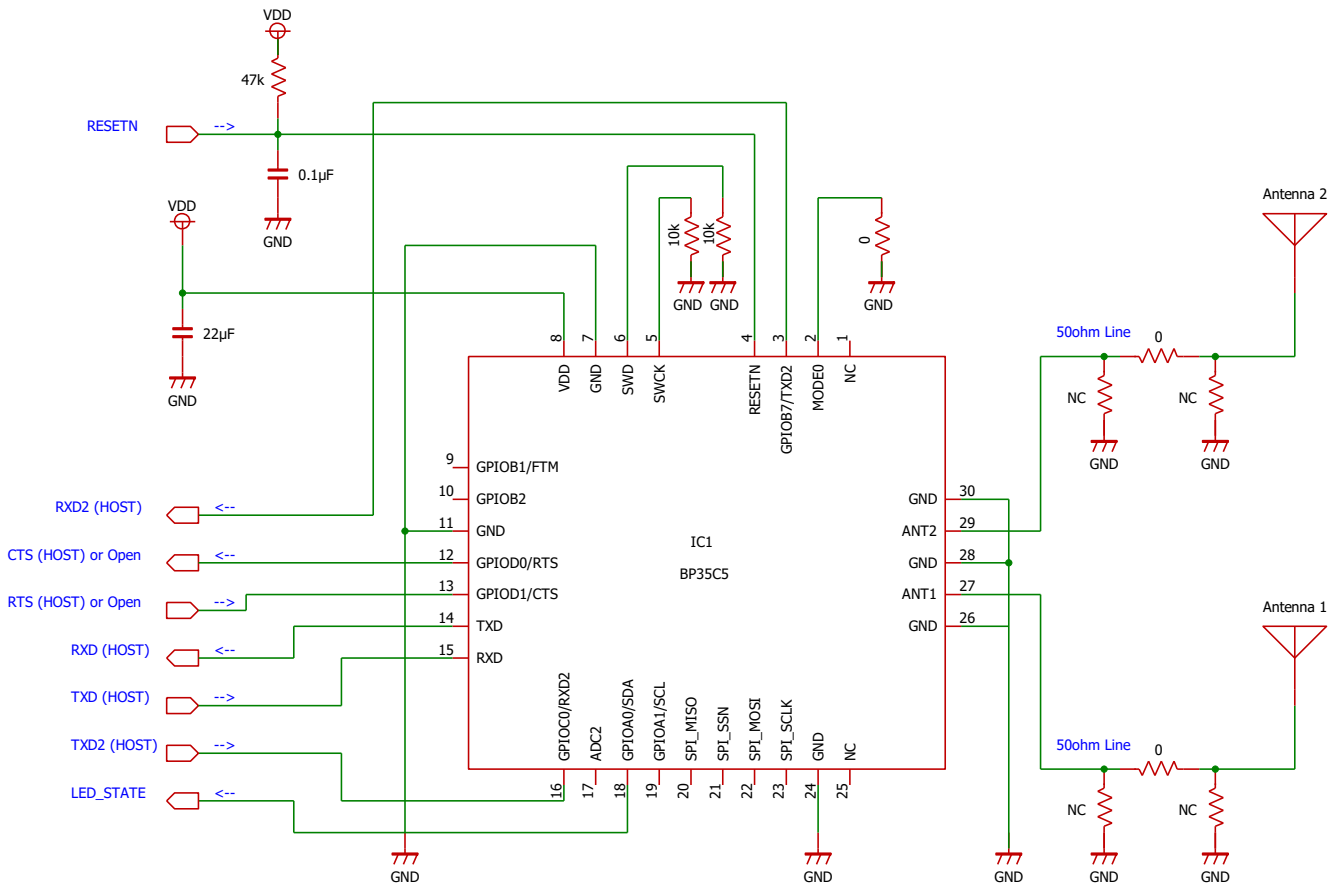 VDD
47k
RESETN
-->
0.1µF
GND
VDD
22µF
GND
10k
10k
0
GND
GND
GND
Antenna 2
50ohm Line
0
NC
NC
GND
GND
8
7
6
5
4
3
2
1
VDD
GND
SWD
SWCK
RESETN
GPIOB7/TXD2
MODE0
NC
9
GPIOB1/FTM
10
GPIOB2
RXD2 (HOST)
<--
11
GND
CTS (HOST) or Open
<--
12
GPIOD0/RTS
RTS (HOST) or Open
-->
13
GPIOD1/CTS
14
TXD
RXD (HOST)
<--
15
RXD
TXD (HOST)
-->
TXD2 (HOST)
-->
LED_STATE
<--
IC1
BP35C5
GND
30
ANT2
29
GND
28
ANT1
27
GND
26
Antenna 1
50ohm Line
0
NC
NC
GPIOC0/RXD2
ADC2
GPIOA0/SDA
GPIOA1/SCL
SPI_MISO
SPI_SSN
SPI_MOSI
SPI_SCLK
GND
NC
16
17
18
19
20
21
22
23
24
25
GND
GND
GND
GND
GND